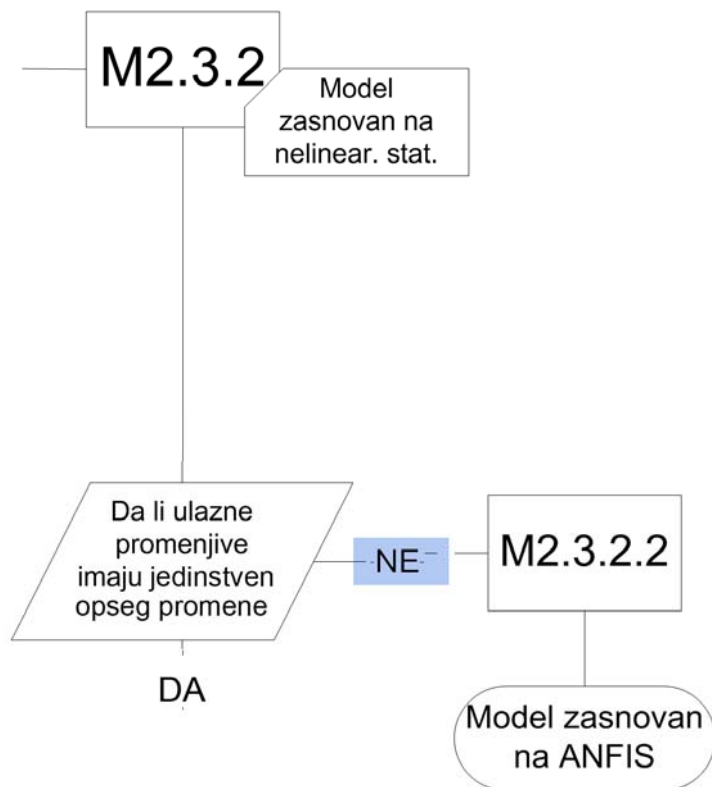 M2.3.2
Model
zasnovan na
nelinear. stat.
Da li ulazne
promenjive
imaju jedinstven
opseg promene
NE
M2.3.2.2
DA
Model zasnovan
na ANFIS